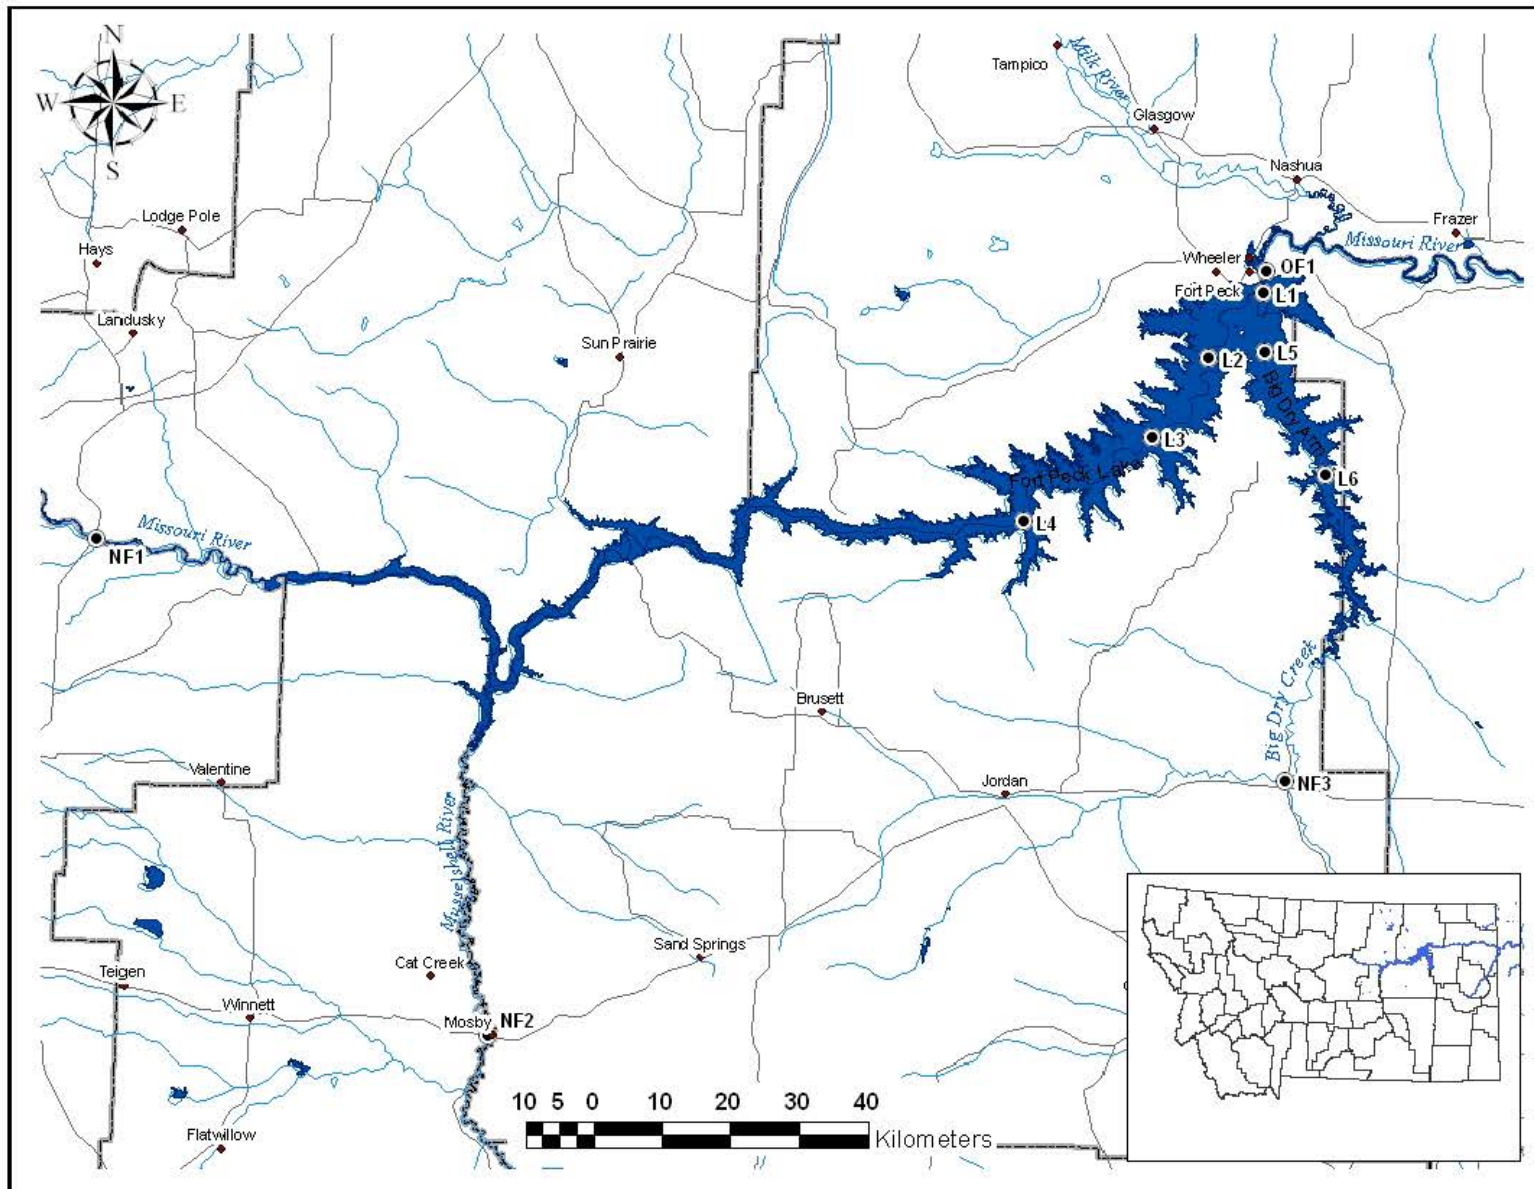 N
W
E
S
Tampico
Milk River
Glasgow
Nashua
Lodge Pole
Frazer
Hays
Missouri River
Wheeler
OF1
Fort Peck
L1
Landusky
Sun Prairie
L2
L5
Big Dry Arm
L3
Fort Peck Lake
L6
L4
Missouri River
NF1
Big Dry Creek
Brusett
Valentine
Jordan
NF3
Musselshell River
Sand Springs
Cat Creek
Teigen
Winnett
Mosby
NF2
10 5 0 10 20 30 40
Kilometers
Flatwillow